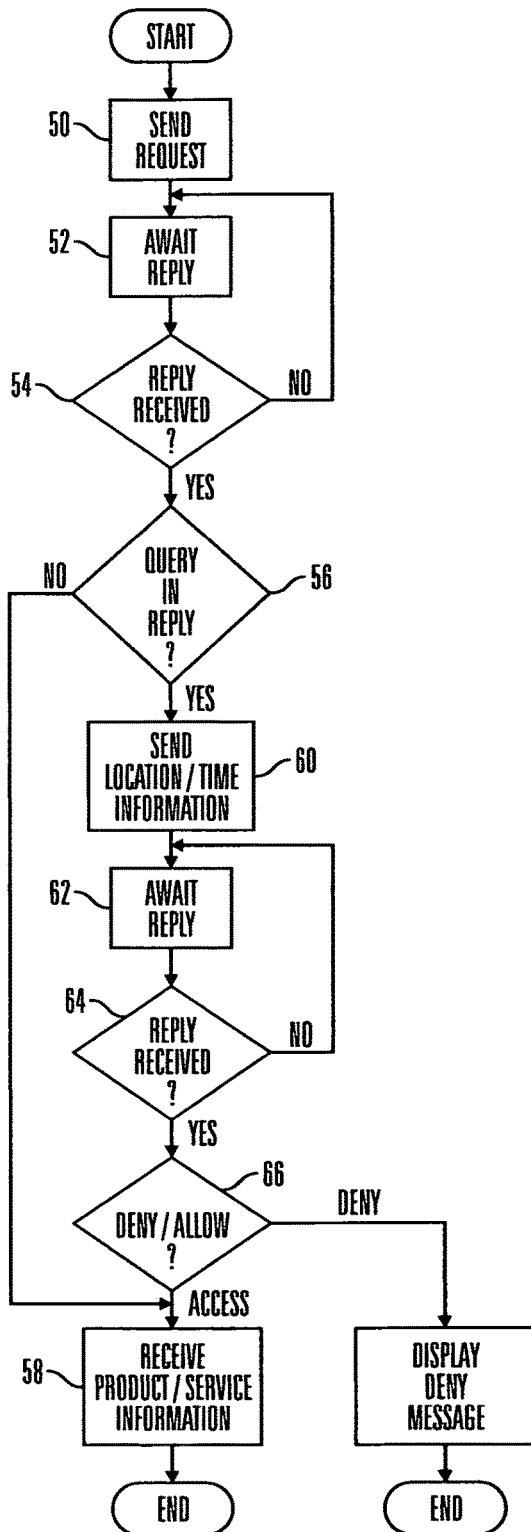 START
50
SEND
REQUEST
52
AWAIT
REPLY
54
REPLY
RECEIVED
?
NO
YES
NO
QUERY
IN
REPLY
?
56
YES
SEND
LOCATION / TIME
INFORMATION
60
62
AWAIT
REPLY
64
REPLY
RECEIVED
?
NO
YES
66
DENY / ALLOW
?
DENY
ACCESS
58
RECEIVE
PRODUCT / SERVICE
INFORMATION
DISPLAY
DENY
MESSAGE
END
END